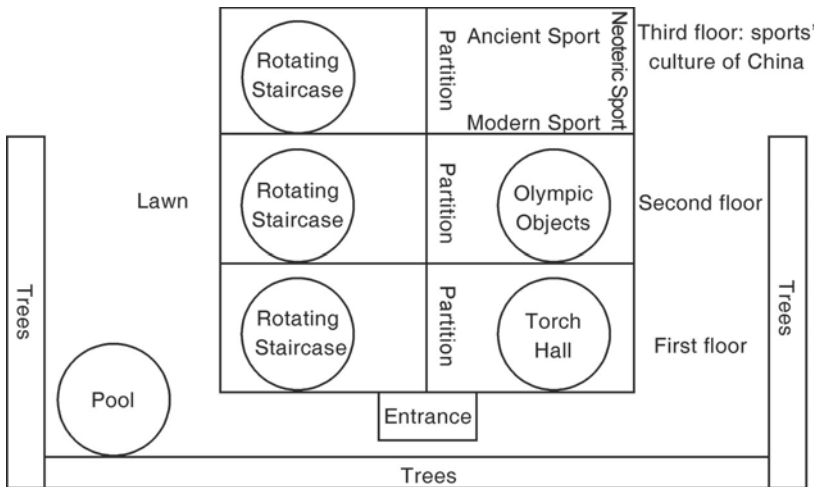 Rotating
Staircase
Partition
Ancient Sport
Modern Sport
Neoteric Sport
Third floor: sports'
culture of China
Lawn
Rotating
Staircase
Partition
Olympic
Objects
Second floor
Trees
Pool
Rotating
Staircase
Partition
Torch
Hall
First floor
Trees
Entrance
Trees